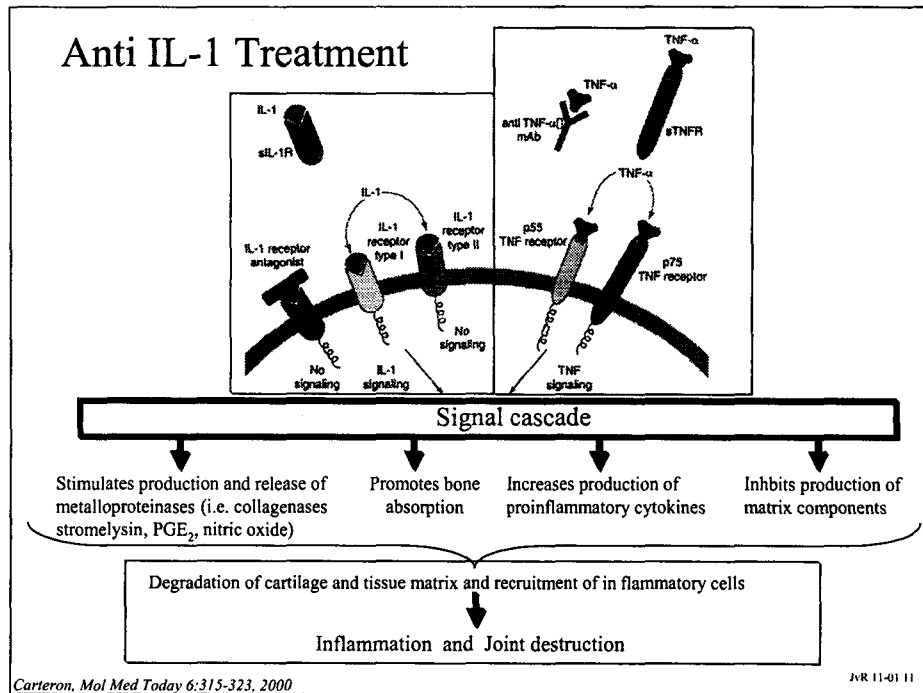 Anti IL-1 Treatment
IL-1
sIL-1R
IL-1
IL-1 receptor
antagonist
IL-1
receptor
type I
IL-1
receptor
type II
No
signaling
IL-1
signaling
No
signaling
TNF-α
TNF-α
anti TNF-α
mAb
sTNFR
TNF-α
p55
TNF receptor
p75
TNF receptor
TNF
signaling
Signal cascade
Stimulates production and release of
metalloproteinases (i.e. collagenases
stromelysin, PGE₂, nitric oxide)
Promotes bone
absorption
Increases production of
proinflammatory cytokines
Inhbits production of
matrix components
Degradation of cartilage and tissue matrix and recruitment of in flammatory cells
Inflammation and Joint destruction
Carteron, Mol Med Today 6:315-323, 2000
JvR 11-01 11